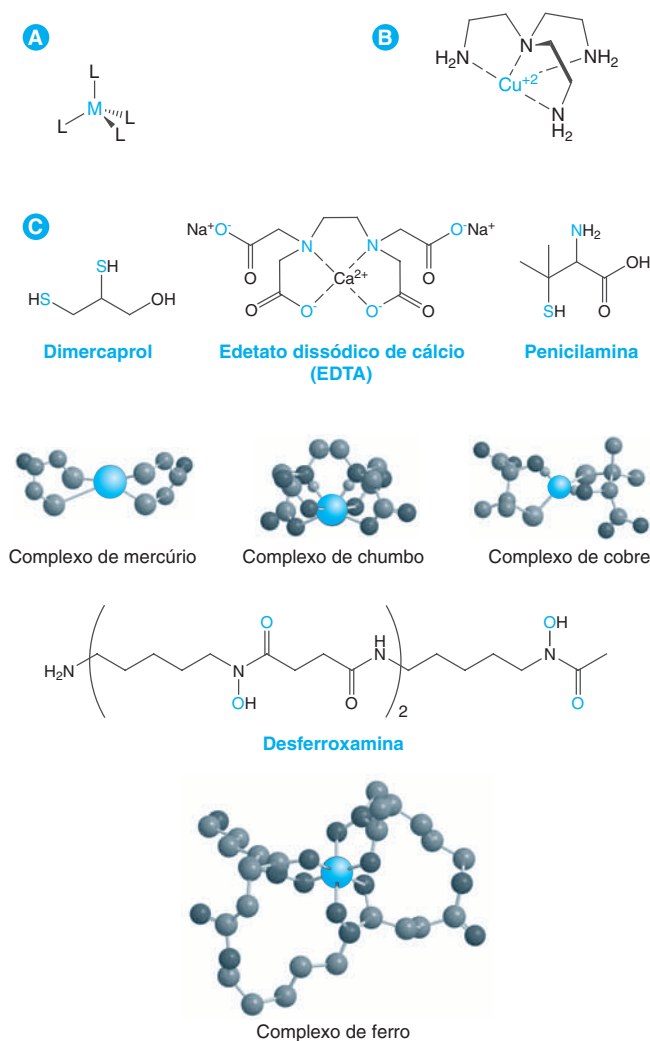 A
B
L
M
L
L
L
N
H₂N
NH₂
Cu⁺²
N
H₂
C
SH
HS
OH
Na⁺O⁻
O⁻Na⁺
N
N
O
O
Ca²⁺
O
O⁻
O⁻
O
NH₂
OH
SH
O
Dimercaprol
Edetato dissódico de cálcio
(EDTA)
Penicilamina
Complexo de mercúrio
Complexo de chumbo
Complexo de cobre
O
H
N
OH
H₂N
N
N
OH
O
O
2
Desferroxamina
Complexo de ferro